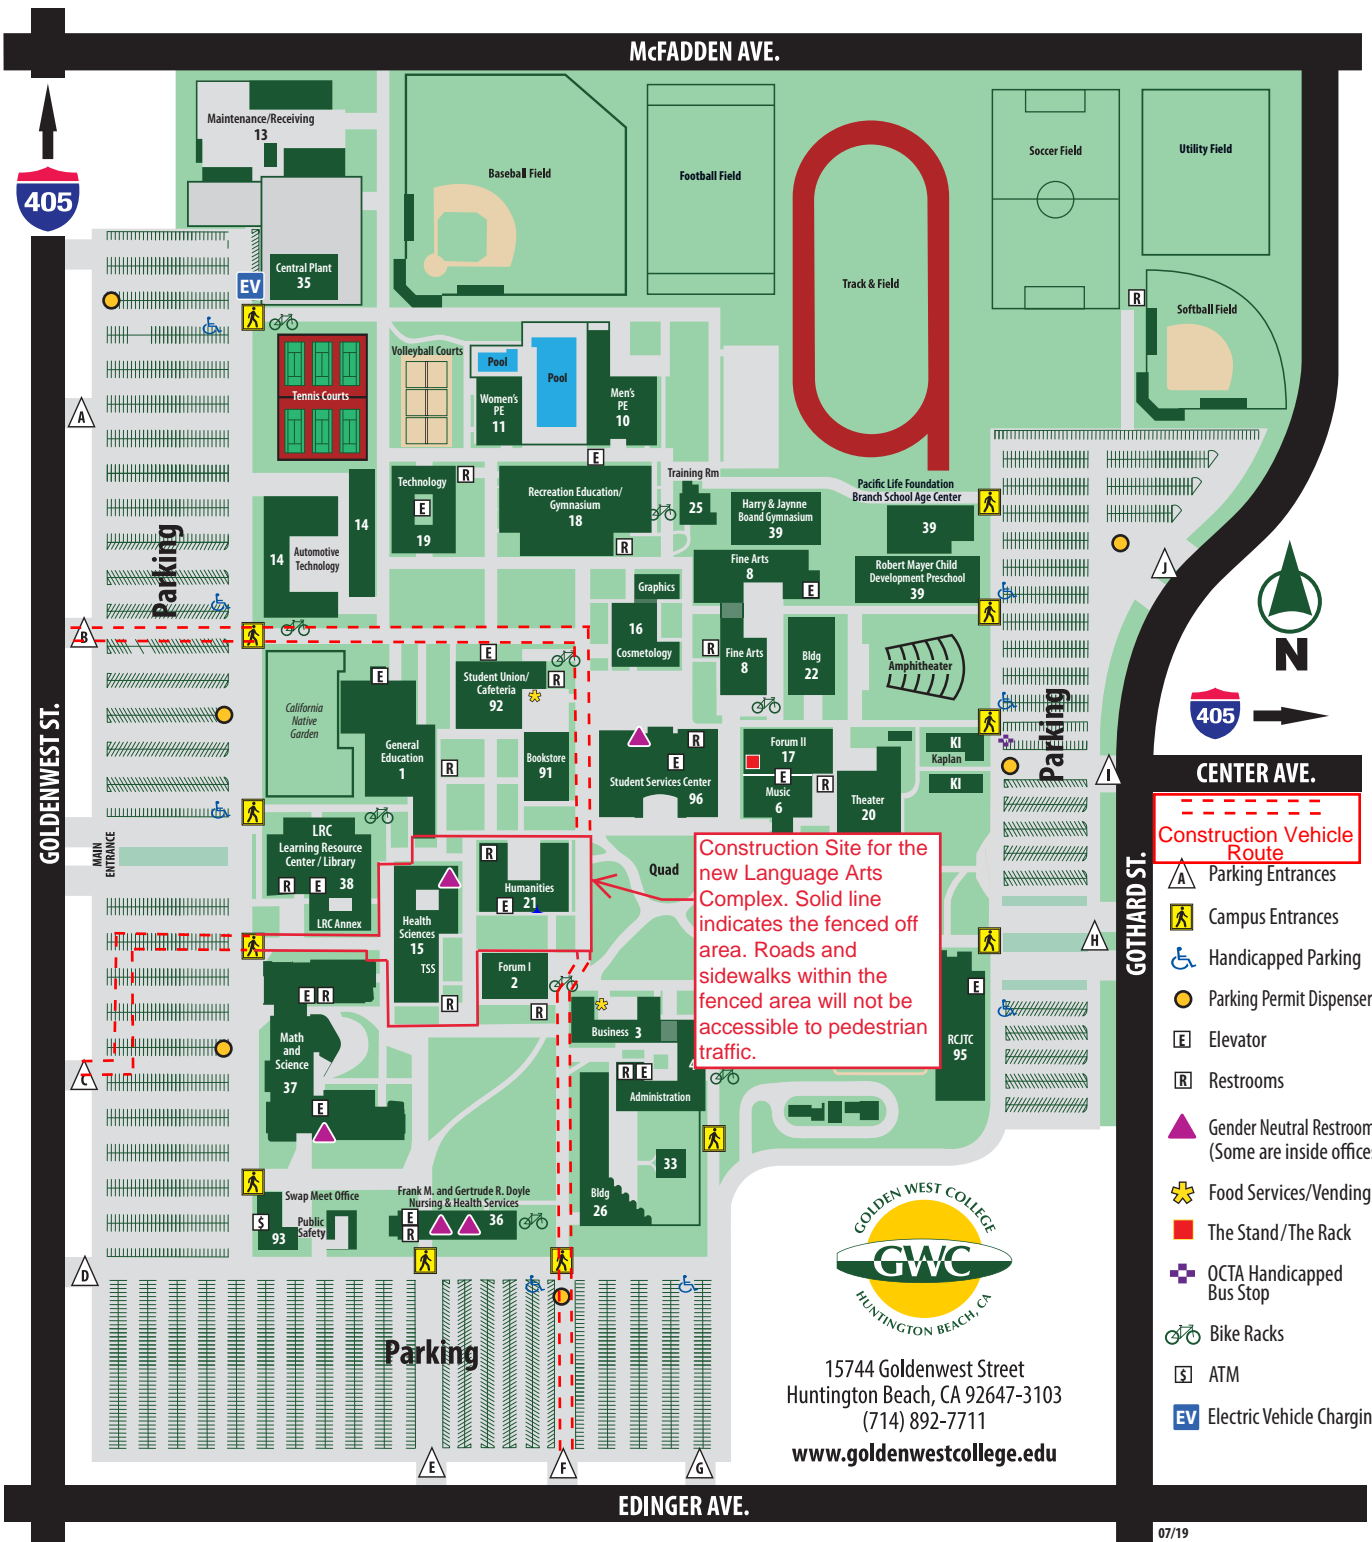 McFADDEN AVE.
Maintenance/Receiving
13
405
Baseball Field
Football Field
Soccer Field
Utility Field
Track & Field
Softball Field
R
Central Plant
35
EV
Volleyball Courts
Tennis Courts
Pool
Pool
Women's
PE
11
Men's
PE
10
A
E
Technology
E
19
R
Recreation Education/
Gymnasium
18
R
Training Rm
25
Harry & Jaynne
Boand Gymnasium
39
Pacific Life Foundation
Branch School Age Center
39
Robert Mayer Child
Development Preschool
39
14
14
Automotive
Technology
Parking
Fine Arts
8
E
Graphics
16
Cosmetology
R
Fine Arts
8
Bldg
22
Amphitheater
J
N
405
B
E
Student Union/
Cafeteria
92
R
E
California
Native
Garden
General
Education
1
R
Bookstore
91
R
E
Student Services Center
96
Forum II
17
E
Music
6
R
Theater
20
KI
Kaplan
KI
Parking
I
GOLDENWEST ST.
MAIN
ENTRANCE
CENTER AVE.
Construction Vehicle
Route
GOTHARD ST.
LRC
Learning Resource
Center / Library
R
E
38
LRC Annex
Health
Sciences
15
TSS
R
R
Humanities
E
21
Quad
Construction Site for the
new Language Arts
Complex. Solid line
indicates the fenced off
area. Roads and
sidewalks within the
fenced area will not be
accessible to pedestrian
traffic.
Forum I
2
R
H
E
RCJTC
95
E
R
Math
and
Science
37
E
C
Business 3
R
E
4
Administration
33
Bldg
26
Swap Meet Office
$
93
Public
Safety
Frank M. and Gertrude R. Doyle
Nursing & Health Services
E
R
36
D
Parking
E
F
G
GOLDEN WEST COLLEGE
GWC
HUNTINGTON BEACH, CA
15744 Goldenwest Street
Huntington Beach, CA 92647-3103
(714) 892-7711
www.goldenwestcollege.edu
A
Parking Entrances
Campus Entrances
Handicapped Parking
Parking Permit Dispenser
E
Elevator
R
Restrooms
Gender Neutral Restroom
(Some are inside office
Food Services/Vending
The Stand/The Rack
OCTA Handicapped
Bus Stop
Bike Racks
$
ATM
EV
Electric Vehicle Chargin
EDINGER AVE.
07/19